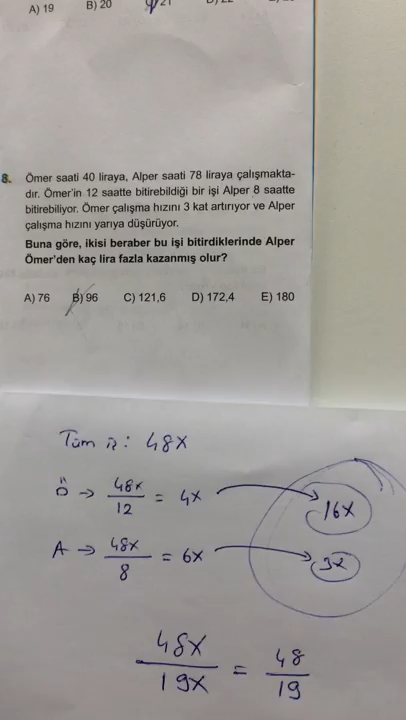 A) 19 B) 20 21
8. Ömer saati 40 liraya, Alper saati 78 liraya çalışmakta-
dır. Ömer'in 12 saatte bitirebildiği bir işi Alper 8 saatte
bitirebiliyor. Ömer çalışma hızını 3 kat artırıyor ve Alper
çalışma hızını yarıya düşürüyor.
Buna göre, ikisi beraber bu işi bitirdiklerinde Alper
Ömer'den kaç lira fazla kazanmış olur?
A) 76 B) 96 C) 121,6 D) 172,4 E) 180
Tüm iş: 48x
Ö → 48x/12 = 4x → 16x
A → 48x/8 = 6x → 3x
48x/19x = 48/19